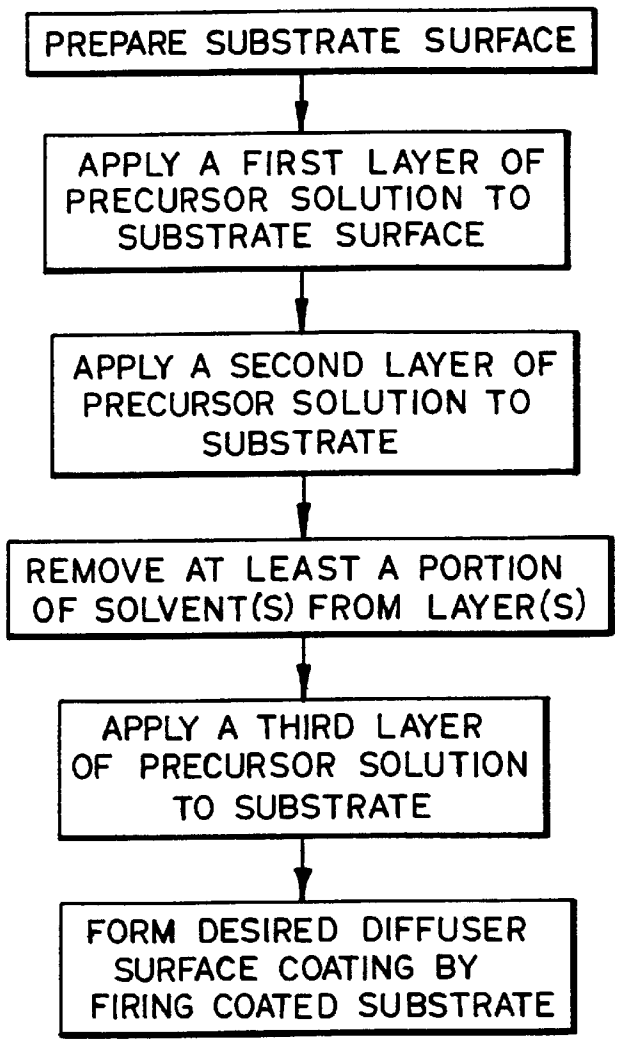 PREPARE SUBSTRATE SURFACE
APPLY A FIRST LAYER OF
PRECURSOR SOLUTION TO
SUBSTRATE SURFACE
APPLY A SECOND LAYER OF
PRECURSOR SOLUTION TO
SUBSTRATE
REMOVE AT LEAST A PORTION
OF SOLVENT(S) FROM LAYER(S)
APPLY A THIRD LAYER
OF PRECURSOR SOLUTION
TO SUBSTRATE
FORM DESIRED DIFFUSER
SURFACE COATING BY
FIRING COATED SUBSTRATE